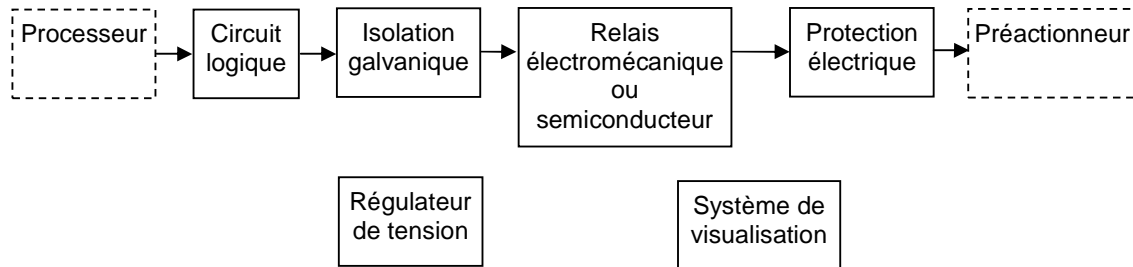 Processeur
Circuit
logique
Isolation
galvanique
Relais
électromécanique
ou
semiconducteur
Protection
électrique
Préactionneur
Régulateur
de tension
Système de
visualisation